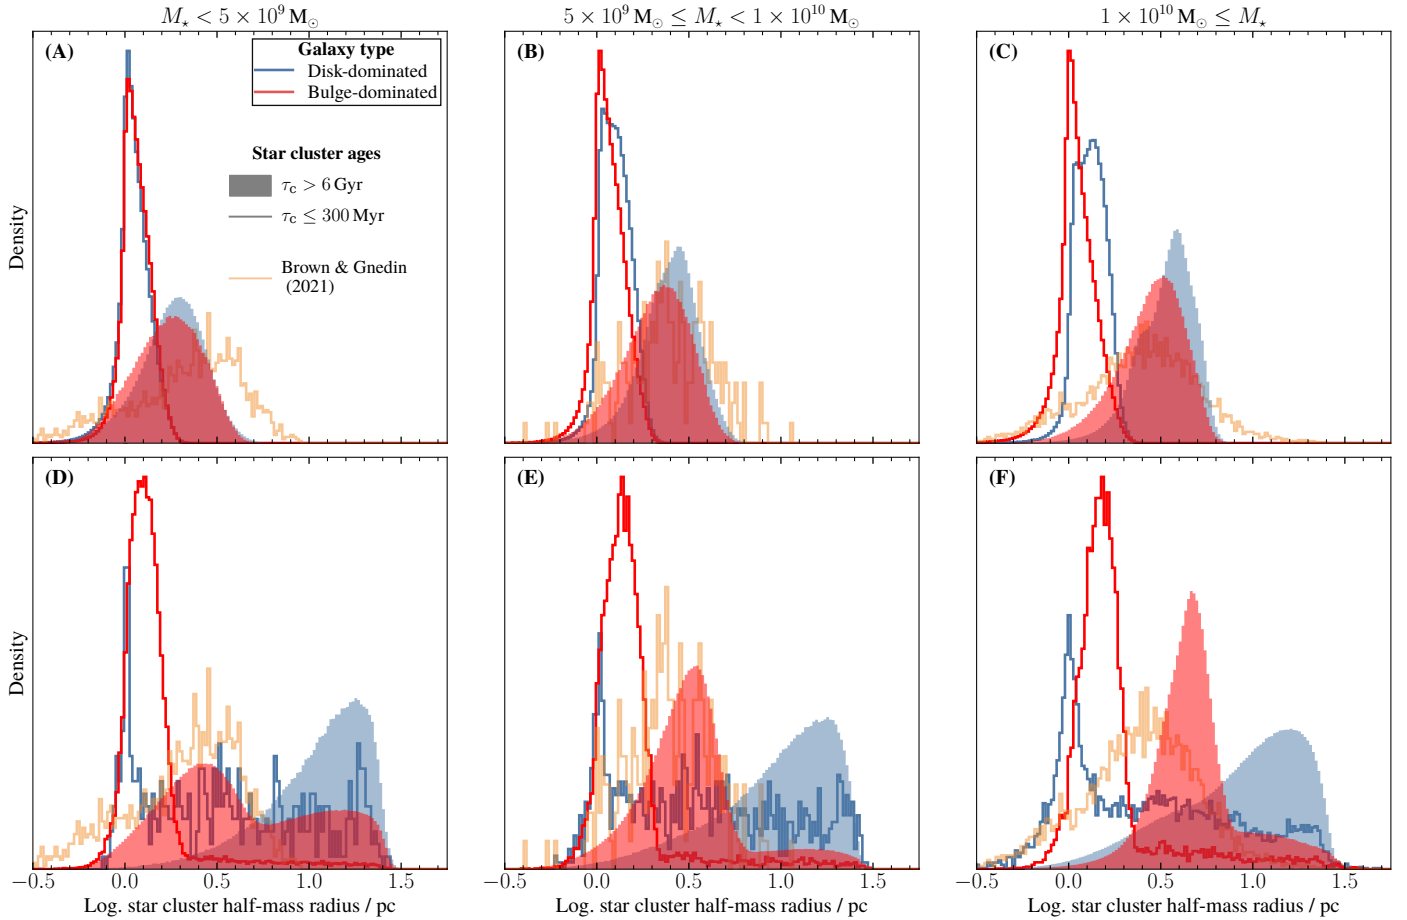 M⋆ < 5 × 10⁹ M⊙
5 × 10⁹ M⊙ ≤ M⋆ < 1 × 10¹⁰ M⊙
1 × 10¹⁰ M⊙ ≤ M⋆
(A)
Galaxy type
Disk-dominated
Bulge-dominated
Star cluster ages
τc > 6 Gyr
τc ≤ 300 Myr
Brown & Gnedin
(2021)
Density
(B)
(C)
(D)
(E)
(F)
Density
−0.5 0.0 0.5 1.0 1.5
−0.5 0.0 0.5 1.0 1.5
−0.5 0.0 0.5 1.0 1.5
Log. star cluster half-mass radius / pc
Log. star cluster half-mass radius / pc
Log. star cluster half-mass radius / pc